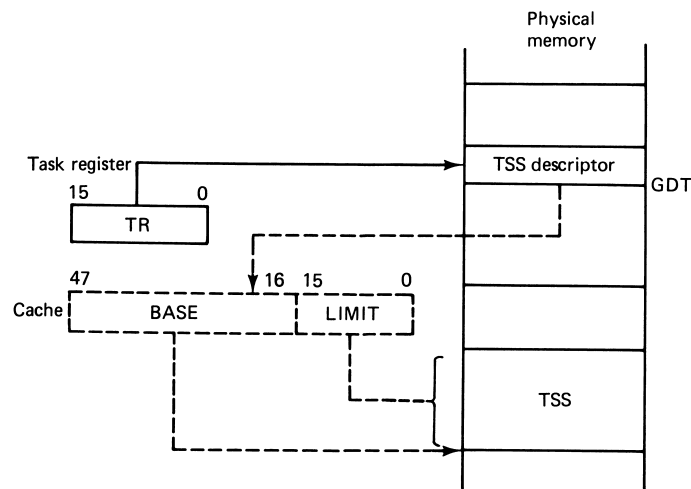 Physical
memory
Task register
TSS descriptor
15 0
GDT
TR
47 16 15 0
Cache
BASE
LIMIT
TSS